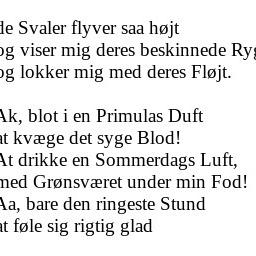 de Svaler flyver saa højt
og viser mig deres beskinnede Ryg
og lokker mig med deres Fløjt.

Ak, blot i en Primulas Duft
at kvæge det syge Blod!
At drikke en Sommerdags Luft,
med Grønsværet under min Fod!
Aa, bare den ringeste Stund
at føle sig rigtig glad